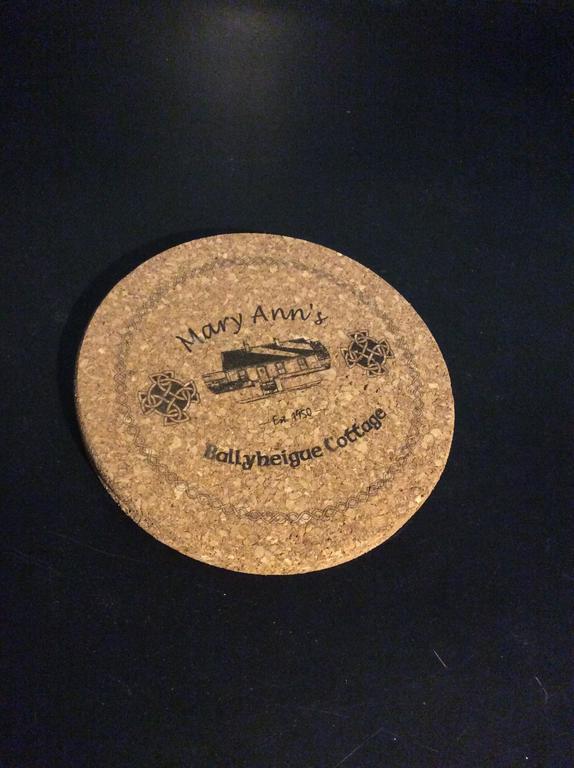 Mary Ann's
Est. 1950
Ballyheigue Cottage